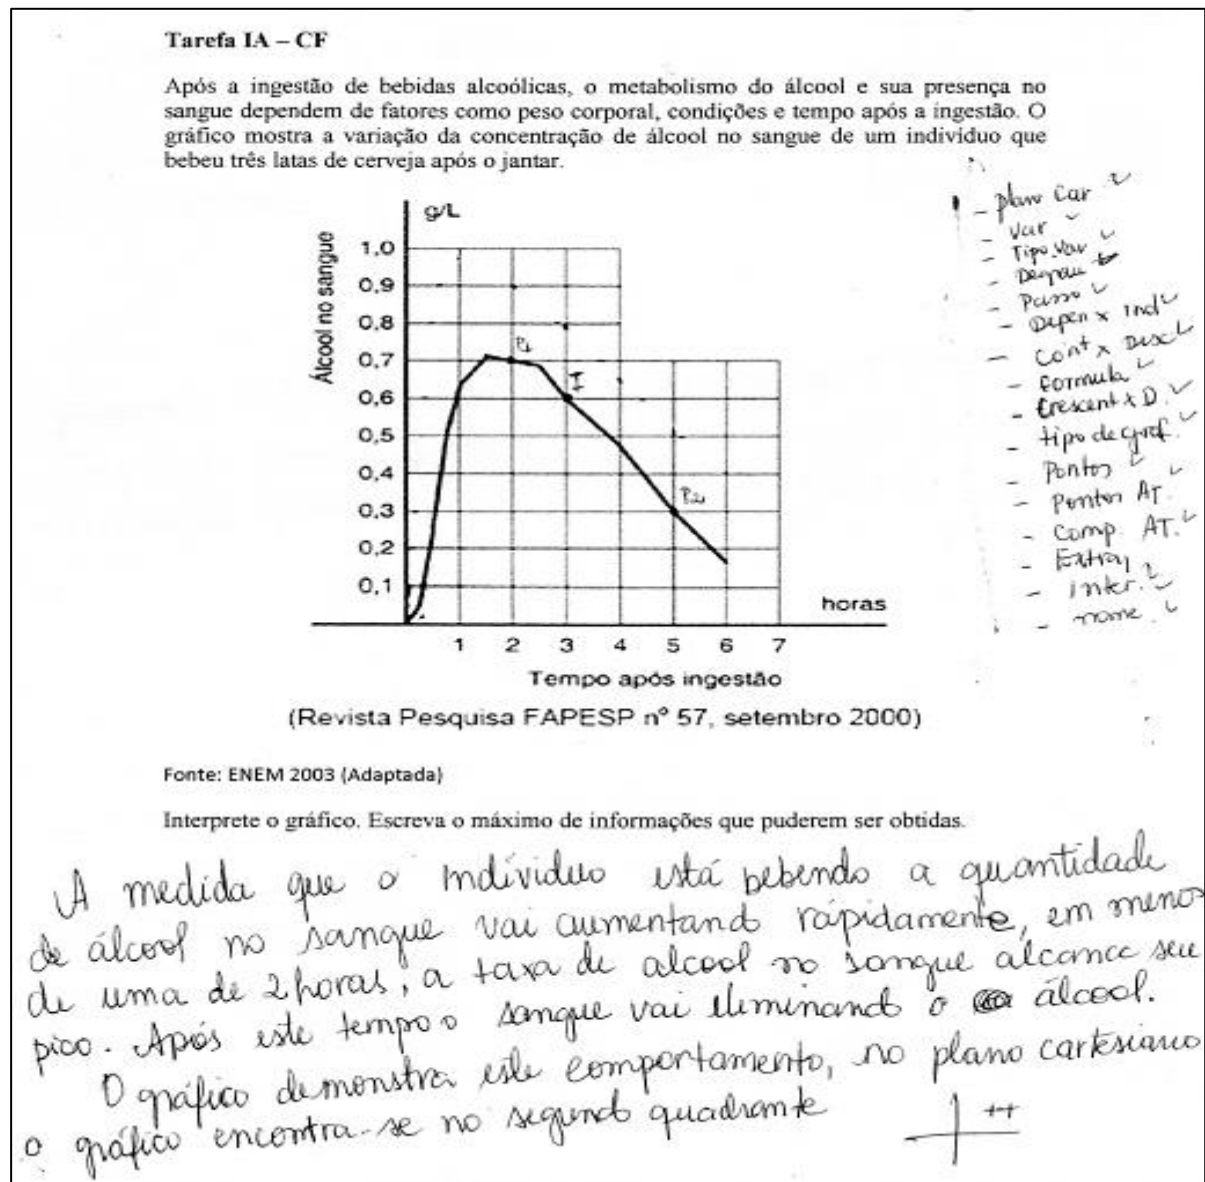 Tarefa IA – CF
Após a ingestão de bebidas alcoólicas, o metabolismo do álcool e sua presença no
sangue dependem de fatores como peso corporal, condições e tempo após a ingestão. O
gráfico mostra a variação da concentração de álcool no sangue de um indivíduo que
bebeu três latas de cerveja após o jantar.
g/L
Álcool no sangue
1,0
0,9
0,8
0,7
0,6
0,5
0,4
0,3
0,2
0,1
P1
I
P2
horas
1 2 3 4 5 6 7
Tempo após ingestão
- plano Car
- Var
- Tipo Var
- Degrau
- Passo
- Depen x Ind
- Cont x Disc
- Formula
- Crescent x D.
- tipo de graf.
- Pontos
- Pontos AT
- Comp. AT.
- Extra,
- inter.
- nome
(Revista Pesquisa FAPESP nº 57, setembro 2000)
Fonte: ENEM 2003 (Adaptada)
Interprete o gráfico. Escreva o máximo de informações que puderem ser obtidas.
A medida que o indíviduo está bebendo a quantidade
de álcool no sangue vai aumentando rápidamente, em menos
de uma de 2 horas, a taxa de alcool no sangue alcança seu
pico. Após este tempo o sangue vai eliminando o álcool.
O gráfico demonstra este comportamento, no plano cartesiano
o gráfico encontra-se no segundo quadrante
++